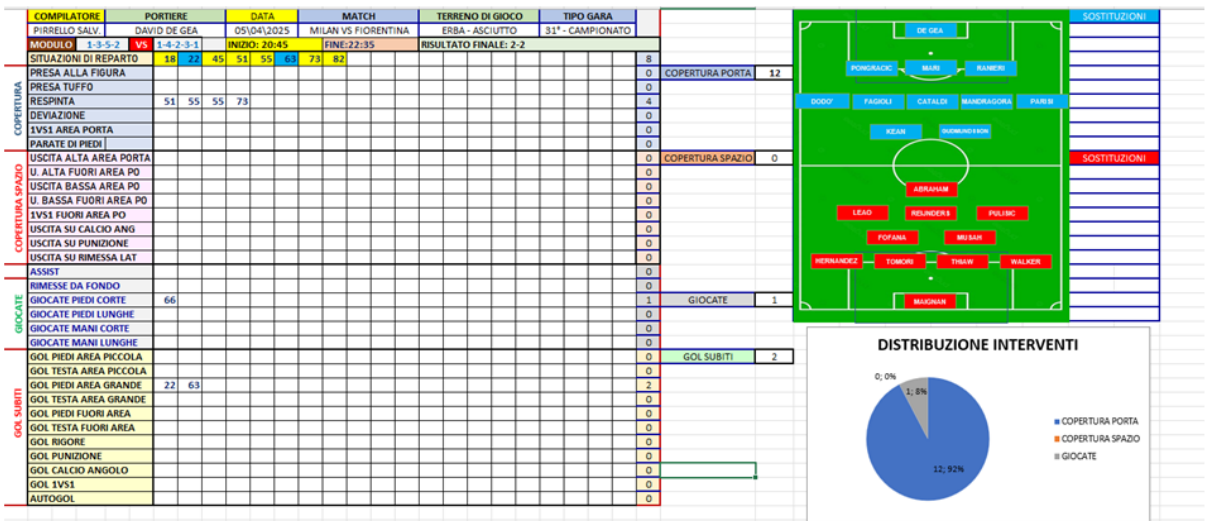 COMPILATORE PORTIERE DATA MATCH TERRENO DI GIOCO TIPO GARA
PIRRELLO SALV. DAVID DE GEA 05\04\2025 MILAN VS FIORENTINA ERBA - ASCIUTTO 31° - CAMPIONATO
MODULO 1-3-5-2 VS 1-4-2-3-1 INIZIO: 20:45 FINE:22:35 RISULTATO FINALE: 2-2
SITUAZIONI DI REPARTO 18 22 45 51 55 63 73 82 8
COPERTURA
PRESA ALLA FIGURA 0 COPERTURA PORTA 12
PRESA TUFFO 0
RESPINTA 51 55 55 73 4
DEVIAZIONE 0
1VS1 AREA PORTA 0
PARATE DI PIEDI 0
COPERTURA SPAZIO
USCITA ALTA AREA PORTA 0 COPERTURA SPAZIO 0
U. ALTA FUORI AREA PO 0
USCITA BASSA AREA PO 0
U. BASSA FUORI AREA PO 0
1VS1 FUORI AREA PO 0
USCITA SU CALCIO ANG 0
USCITA SU PUNIZIONE 0
USCITA SU RIMESSA LAT 0
ASSIST 0
GIOCATE
RIMESSE DA FONDO 0
GIOCATE PIEDI CORTE 66 1 GIOCATE 1
GIOCATE PIEDI LUNGHE 0
GIOCATE MANI CORTE 0
GIOCATE MANI LUNGHE 0
GOL SUBITI
GOL PIEDI AREA PICCOLA 0 GOL SUBITI 2
GOL TESTA AREA PICCOLA 0
GOL PIEDI AREA GRANDE 22 63 2
GOL TESTA AREA GRANDE 0
GOL PIEDI FUORI AREA 0
GOL TESTA FUORI AREA 0
GOL RIGORE 0
GOL PUNIZIONE 0
GOL CALCIO ANGOLO 0
GOL 1VS1 0
AUTOGOL 0
SOSTITUZIONI
DE GEA
PONGRACIC MARI RANIERI
DODO' FAGIOLI CATALDI MANDRAGORA PARISI
KEAN GUDMUNDSSON
SOSTITUZIONI
ABRAHAM
LEAO REIJNDERS PULISIC
FOFANA MUSAH
HERNANDEZ TOMORI THIAW WALKER
MAIGNAN
DISTRIBUZIONE INTERVENTI
0; 0%
1; 8%
12; 92%
COPERTURA PORTA
COPERTURA SPAZIO
GIOCATE